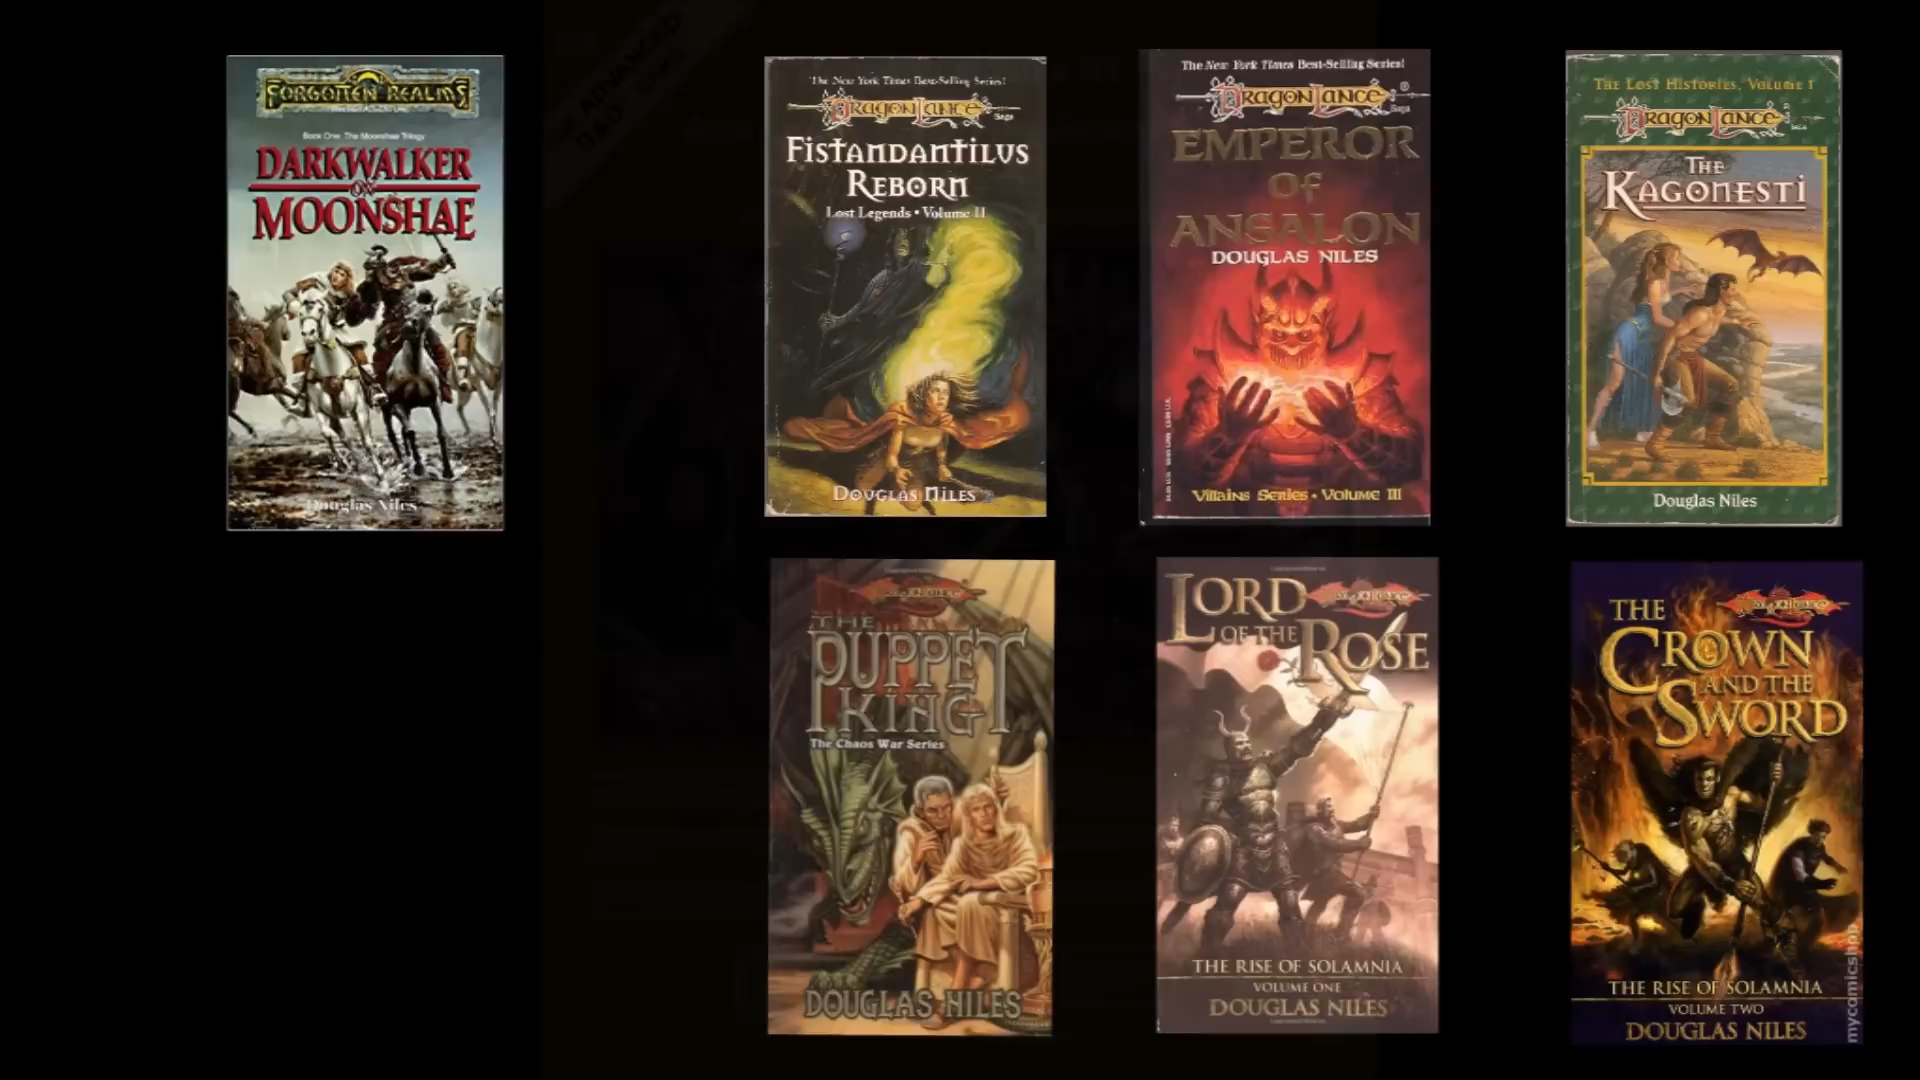 FORGOTTEN REALMS
Book One: The Moonshae Trilogy
DARKWALKER
ON
MOONSHAE
Douglas Niles
The New York Times Best-Selling Series!
DRAGONLANCE
Saga
FISTANDANTILUS
REBORN
Lost Legends • Volume II
DOUGLAS NILES
The New York Times Best-Selling Series!
DRAGONLANCE
Saga
EMPEROR
OF
ANSALON
DOUGLAS NILES
Villains Series • Volume III
THE LOST HISTORIES, VOLUME I
DRAGONLANCE
SAGA
THE
KAGONESTI
Douglas Niles
DRAGONLANCE
THE
PUPPET
KING
The Chaos War Series
DOUGLAS NILES
LORD
DRAGONLANCE
OF THE ROSE
THE RISE OF SOLAMNIA
VOLUME ONE
DOUGLAS NILES
THE
DRAGONLANCE
CROWN
AND THE
SWORD
THE RISE OF SOLAMNIA
VOLUME TWO
DOUGLAS NILES
mycomicshop
ADVANCED
D&D